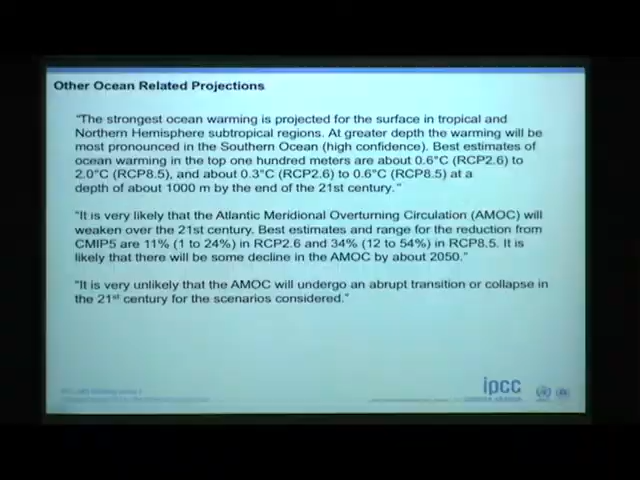 Other Ocean Related Projections
"The strongest ocean warming is projected for the surface in tropical and
Northern Hemisphere subtropical regions. At greater depth the warming will be
most pronounced in the Southern Ocean (high confidence). Best estimates of
ocean warming in the top one hundred meters are about 0.6°C (RCP2.6) to
2.0°C (RCP8.5), and about 0.3°C (RCP2.6) to 0.6°C (RCP8.5) at a
depth of about 1000 m by the end of the 21st century."
"It is very likely that the Atlantic Meridional Overturning Circulation (AMOC) will
weaken over the 21st century. Best estimates and range for the reduction from
CMIP5 are 11% (1 to 24%) in RCP2.6 and 34% (12 to 54%) in RCP8.5. It is
likely that there will be some decline in the AMOC by about 2050."
"It is very unlikely that the AMOC will undergo an abrupt transition or collapse in
the 21st century for the scenarios considered."
ipcc